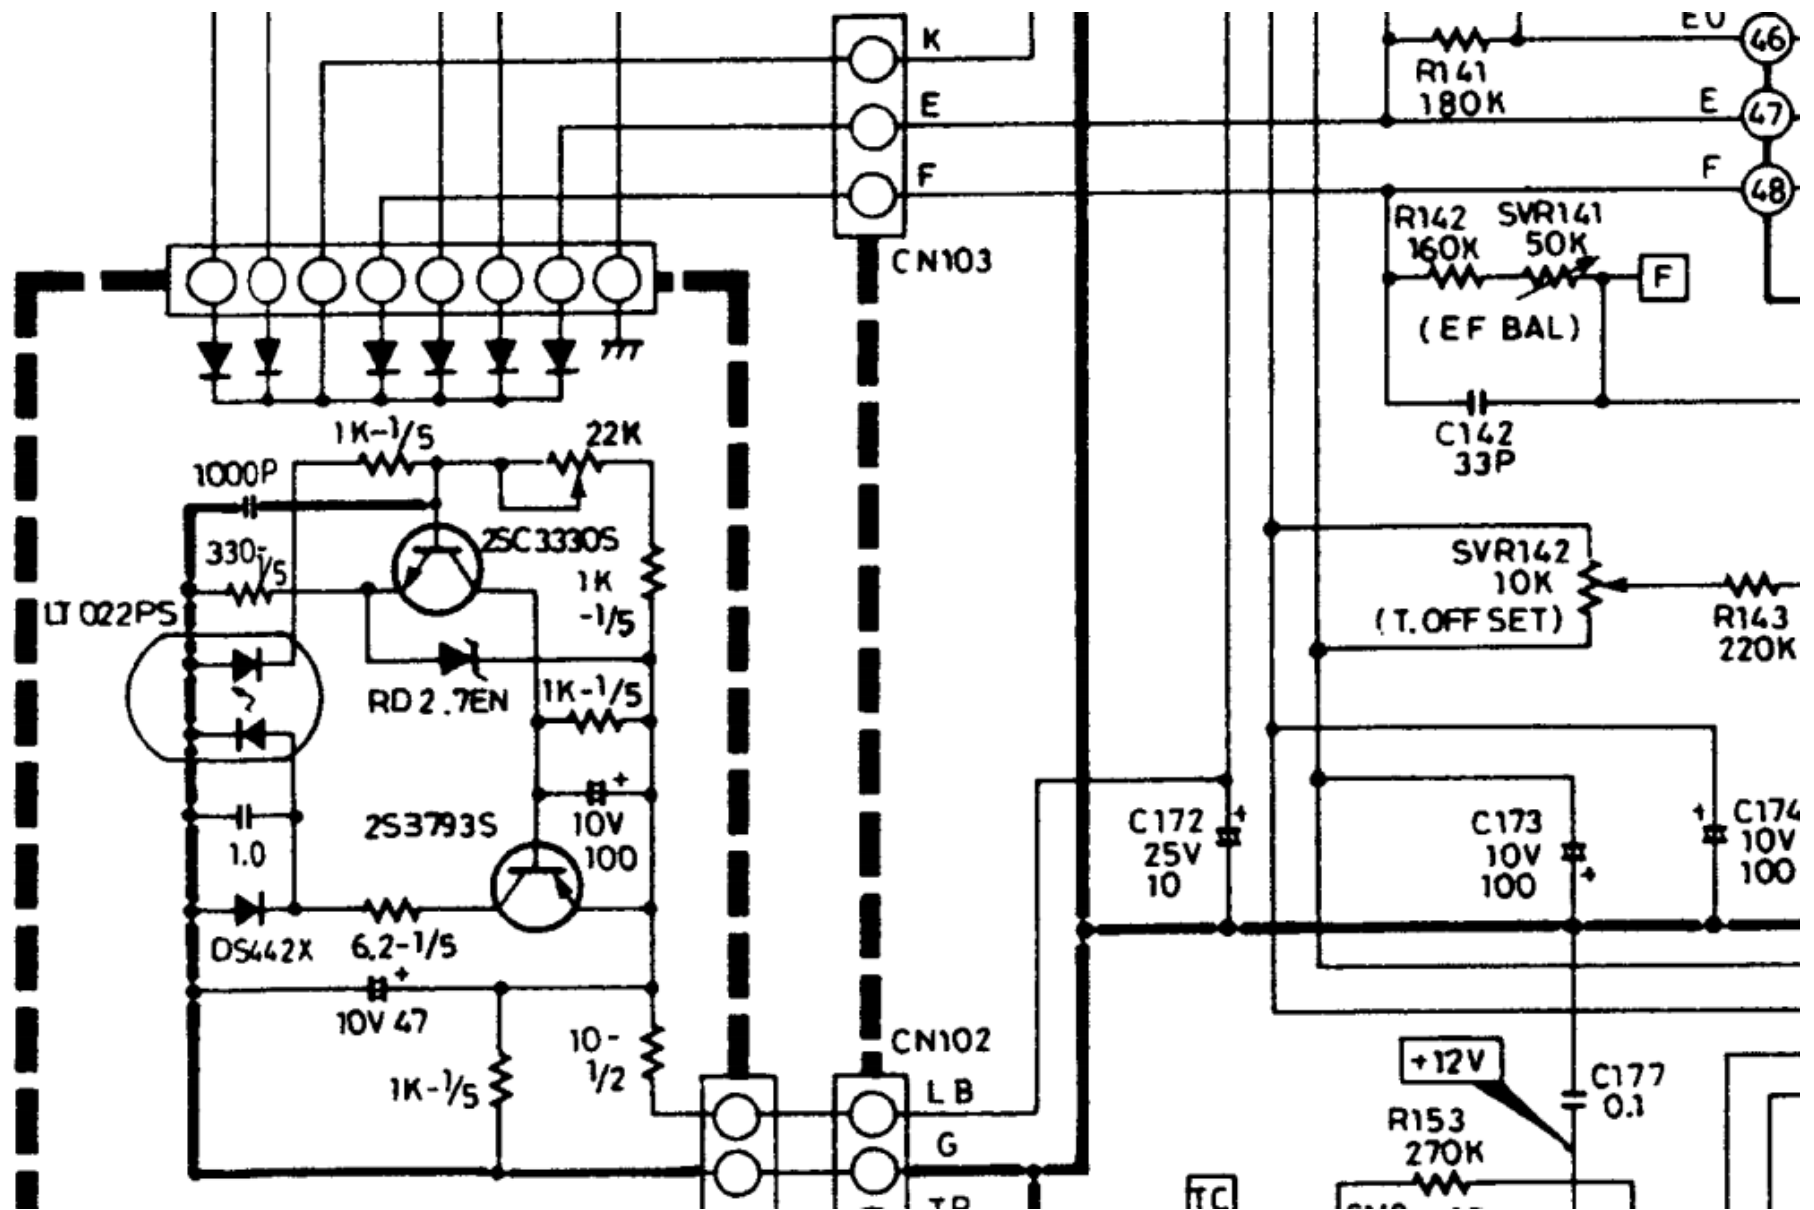 K
E
F
CN103
EO
46
R141
180K
E
47
F
48
R142
160K
SVR141
50K
F
(EF BAL)
C142
33P
1K-1/5
22K
1000P
2SC3330S
330-1/5
1K
-1/5
LT022PS
RD2.7EN
1K-1/5
2S3793S
+
10V
100
1.0
DS442X
6.2-1/5
+
10V 47
10-
1/2
1K-1/5
SVR142
10K
(T.OFFSET)
R143
220K
C172
25V
10
+
C173
10V
100
+
+
C174
10V
100
CN102
LB
G
+12V
C177
0.1
R153
270K
TC